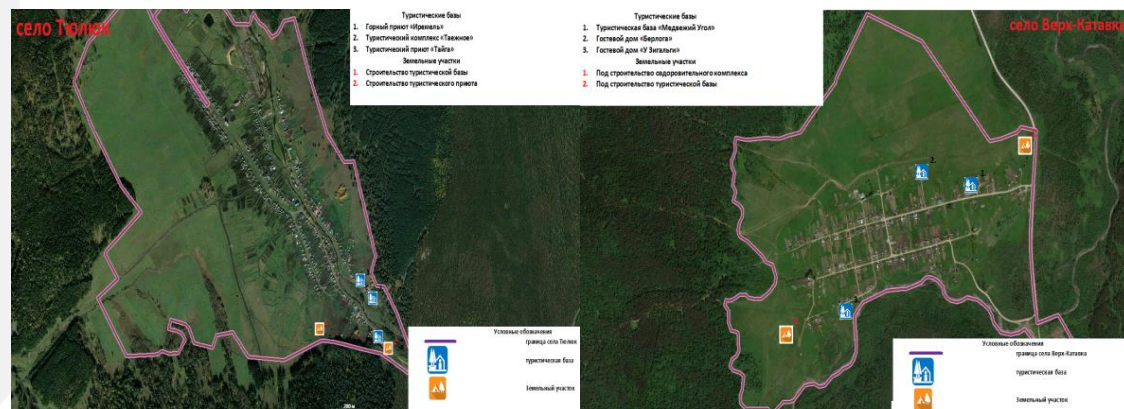 село Тюлюк
Туристические базы
1. Горный приют «Иремель»
2. Туристический комплекс «Таежное»
3. Туристический приют «Тайга»
Земельные участки
1. Строительство туристической базы
2. Строительство туристического приюта
Условные обозначения
граница села Тюлюк
туристическая база
Земельный участок
200 м
село Верх-Катавка
Туристические базы
1. Туристическая база «Медвежий Угол»
2. Гостевой дом «Берлога»
3. Гостевой дом «У Зигальги»
Земельные участки
1. Под строительство оздоровительного комплекса
2. Под строительство туристической базы
2.
Условные обозначения
граница села Верх-Катавка
туристическая база
Земельный участок